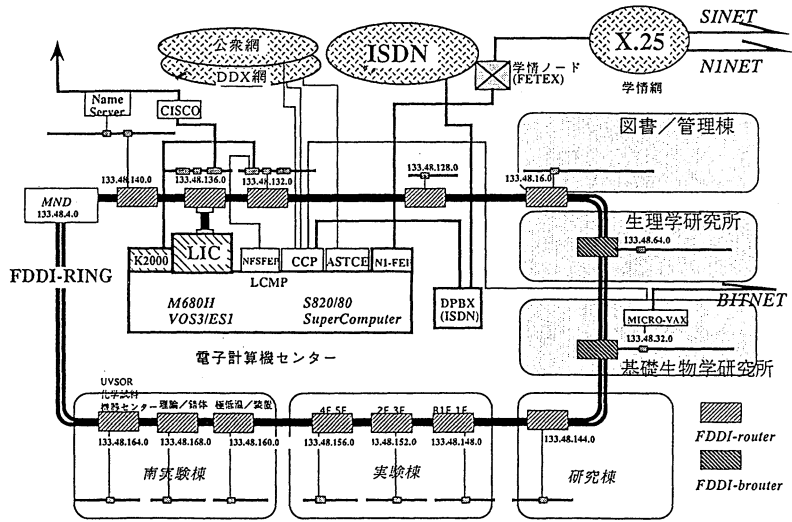 公衆網
DDX網
ISDN
学情ノード
(FETEX)
X.25
学情網
SINET
N1NET
Name
Server
CISCO
図書／管理棟
133.48.140.0
133.48.136.0
133.48.132.0
133.48.128.0
133.48.16.0
MND
133.48.4.0
生理学研究所
133.48.64.0
FDDI-RING
K2000
LIC
NFSFEP
CCP
ASTCE
N1-FEP
LCMP
M680H
VOS3/ES1
S820/80
SuperComputer
DPBX
(ISDN)
BITNET
MICRO-VAX
133.48.32.0
基礎生物学研究所
電子計算機センター
UVSOR
化学試料
機器センター
理論／錯体
極低温／装置
4F 5F
2F 3F
B1F 1F
133.48.164.0
133.48.168.0
133.48.160.0
133.48.156.0
133.48.152.0
133.48.148.0
133.48.144.0
南実験棟
実験棟
研究棟
FDDI-router
FDDI-brouter